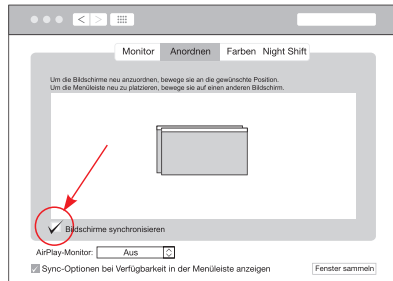 Monitor Anordnen Farben Night Shift
Um die Bildschirme neu anzuordnen, bewege sie an die gewünschte Position.
Um die Menüleiste neu zu platzieren, bewege sie auf einen anderen Bildschirm.
Bildschirme synchronisieren
AirPlay-Monitor: Aus
Sync-Optionen bei Verfügbarkeit in der Menüleiste anzeigen
Fenster sammeln